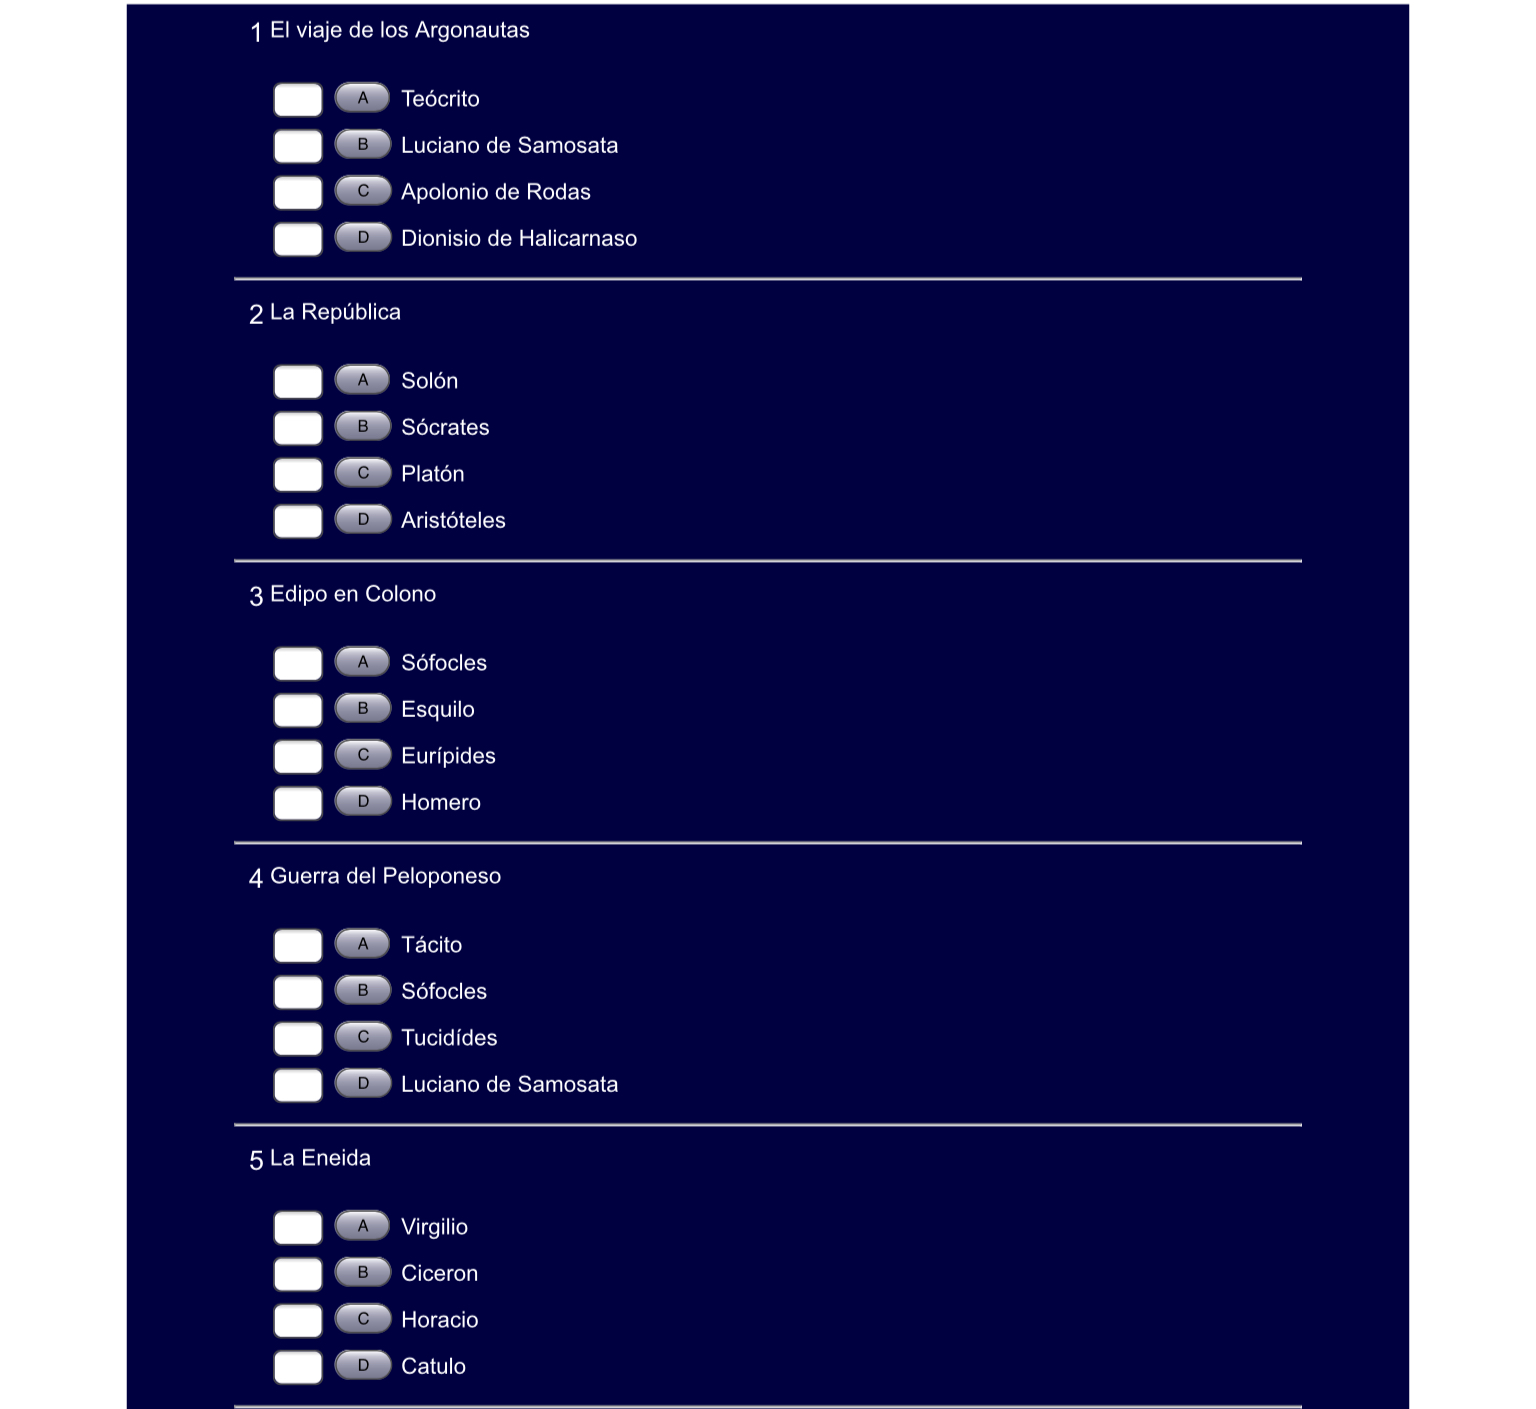 1 El viaje de los Argonautas
A Teócrito
B Luciano de Samosata
C Apolonio de Rodas
D Dionisio de Halicarnaso
2 La República
A Solón
B Sócrates
C Platón
D Aristóteles
3 Edipo en Colono
A Sófocles
B Esquilo
C Eurípides
D Homero
4 Guerra del Peloponeso
A Tácito
B Sófocles
C Tucidídes
D Luciano de Samosata
5 La Eneida
A Virgilio
B Ciceron
C Horacio
D Catulo